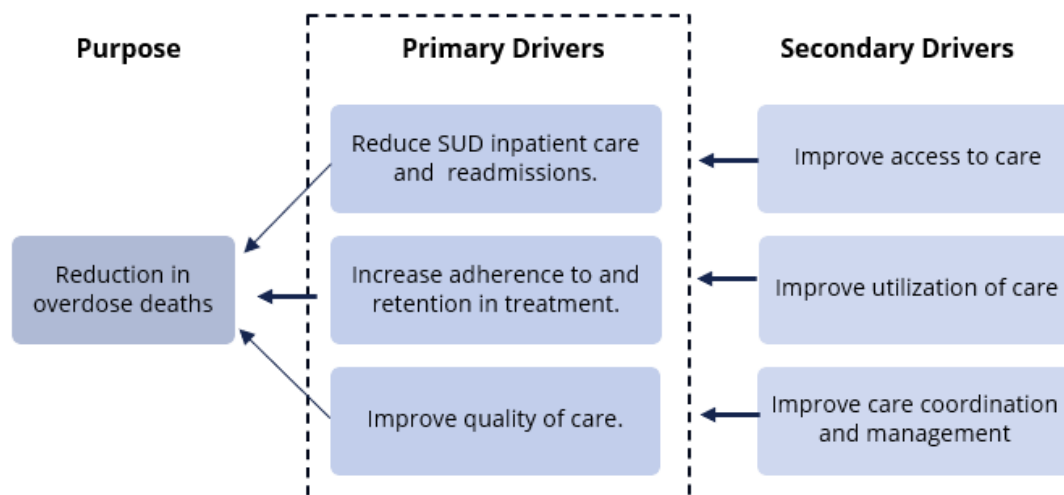 Purpose
Primary Drivers
Secondary Drivers
Reduce SUD inpatient care
and readmissions.
Improve access to care
Reduction in
overdose deaths
Increase adherence to and
retention in treatment.
Improve utilization of care
Improve quality of care.
Improve care coordination
and management